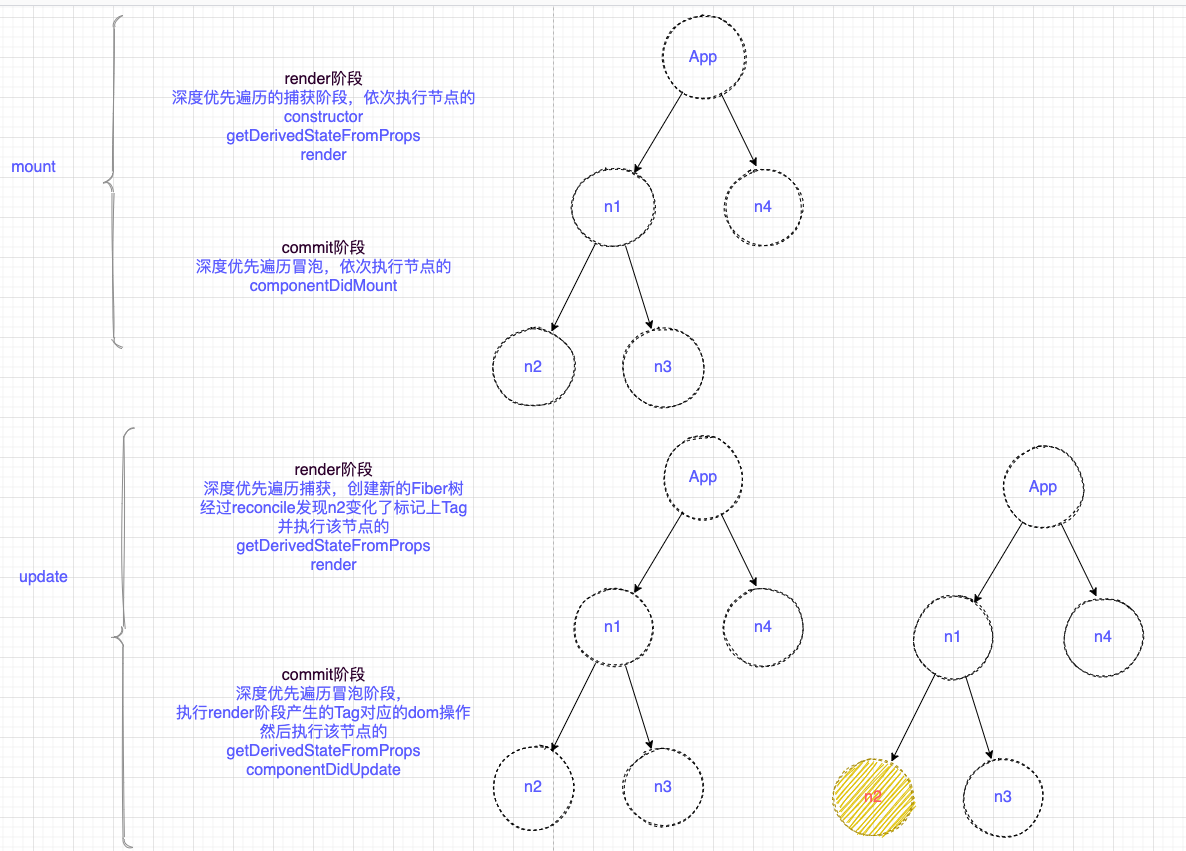 mount
render阶段
深度优先遍历的捕获阶段，依次执行节点的
constructor
getDerivedStateFromProps
render
commit阶段
深度优先遍历冒泡，依次执行节点的
componentDidMount
App
n1
n4
n2
n3
update
render阶段
深度优先遍历捕获，创建新的Fiber树
经过reconcile发现n2变化了标记上Tag
并执行该节点的
getDerivedStateFromProps
render
commit阶段
深度优先遍历冒泡阶段，
执行render阶段产生的Tag对应的dom操作
然后执行该节点的
getDerivedStateFromProps
componentDidUpdate
App
n1
n4
n2
n3
App
n1
n4
n2
n3